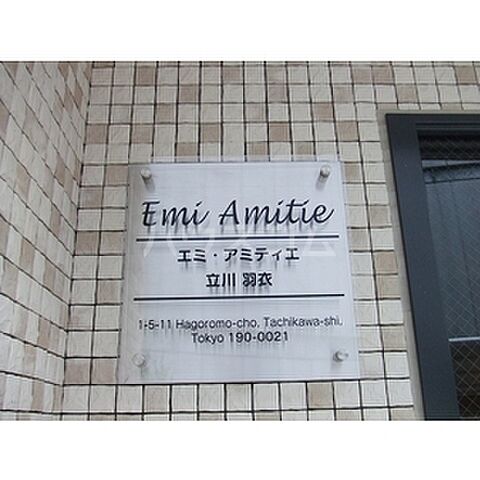 Emi Amitie
エミ・アミティエ
立川 羽衣
1-5-11 Hagoromo-cho, Tachikawa-shi,
Tokyo 190-0021